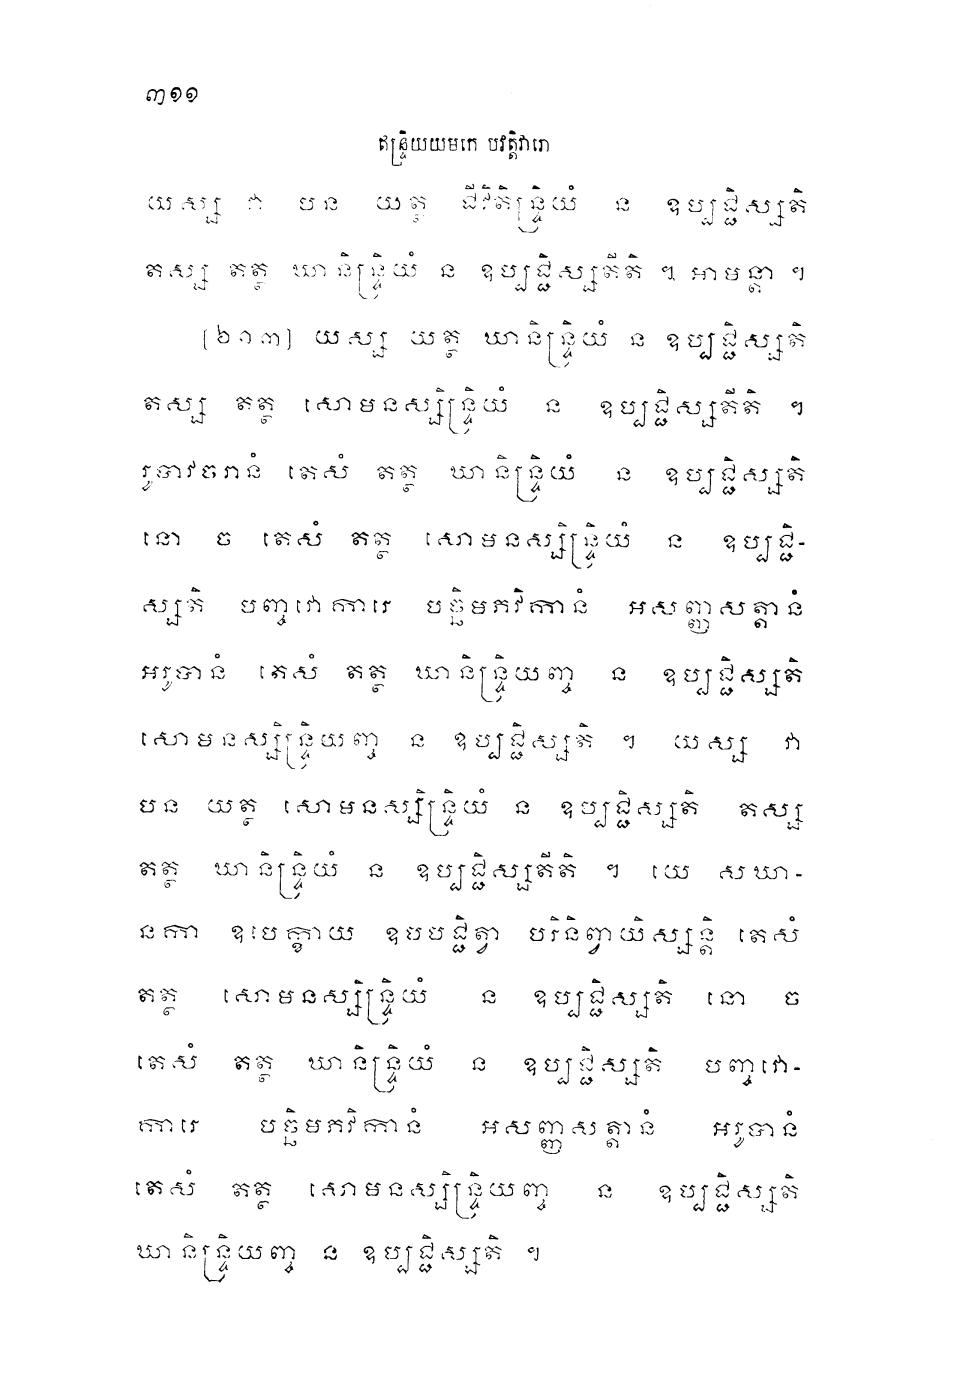 ៣១១
ឥន្ទ្រិយយមកេ បវត្តិវារោ
យស្ស វា បន យត្ថ ជីវិតិន្ទ្រិយំ ន ឧប្បជ្ជិស្សតិ
តស្ស តត្ថ ឃានិន្ទ្រិយំ ន ឧប្បជ្ជិស្សតីតិ ។ អាមន្តា ។
[៦១៣] យស្ស យត្ថ ឃានិន្ទ្រិយំ ន ឧប្បជ្ជិស្សតិ
តស្ស តត្ថ សោមនស្សិន្ទ្រិយំ ន ឧប្បជ្ជិស្សតីតិ ។
រូបាវចរានំ តេសំ តត្ថ ឃានិន្ទ្រិយំ ន ឧប្បជ្ជិស្សតិ
នោ ច តេសំ តត្ថ សោមនស្សិន្ទ្រិយំ ន ឧប្បជ្ជិ-
ស្សតិ បញ្ចវោការេ បច្ឆិមភវិកានំ អសញ្ញសត្តានំ
អរូបានំ តេសំ តត្ថ ឃានិន្ទ្រិយញ្ច ន ឧប្បជ្ជិស្សតិ
សោមនស្សិន្ទ្រិយញ្ច ន ឧប្បជ្ជិស្សតិ ។ យស្ស វា
បន យត្ថ សោមនស្សិន្ទ្រិយំ ន ឧប្បជ្ជិស្សតិ តស្ស
តត្ថ ឃានិន្ទ្រិយំ ន ឧប្បជ្ជិស្សតីតិ ។ យេ សឃា-
នកា ឧបេក្ខាយ ឧបបជ្ជិត្វា បរិនិព្វាយិស្សន្តិ តេសំ
តត្ថ សោមនស្សិន្ទ្រិយំ ន ឧប្បជ្ជិស្សតិ នោ ច
តេសំ តត្ថ ឃានិន្ទ្រិយំ ន ឧប្បជ្ជិស្សតិ បញ្ចវោ-
ការេ បច្ឆិមភវិកានំ អសញ្ញសត្តានំ អរូបានំ
តេសំ តត្ថ សោមនស្សិន្ទ្រិយញ្ច ន ឧប្បជ្ជិស្សតិ
ឃានិន្ទ្រិយញ្ច ន ឧប្បជ្ជិស្សតិ ។